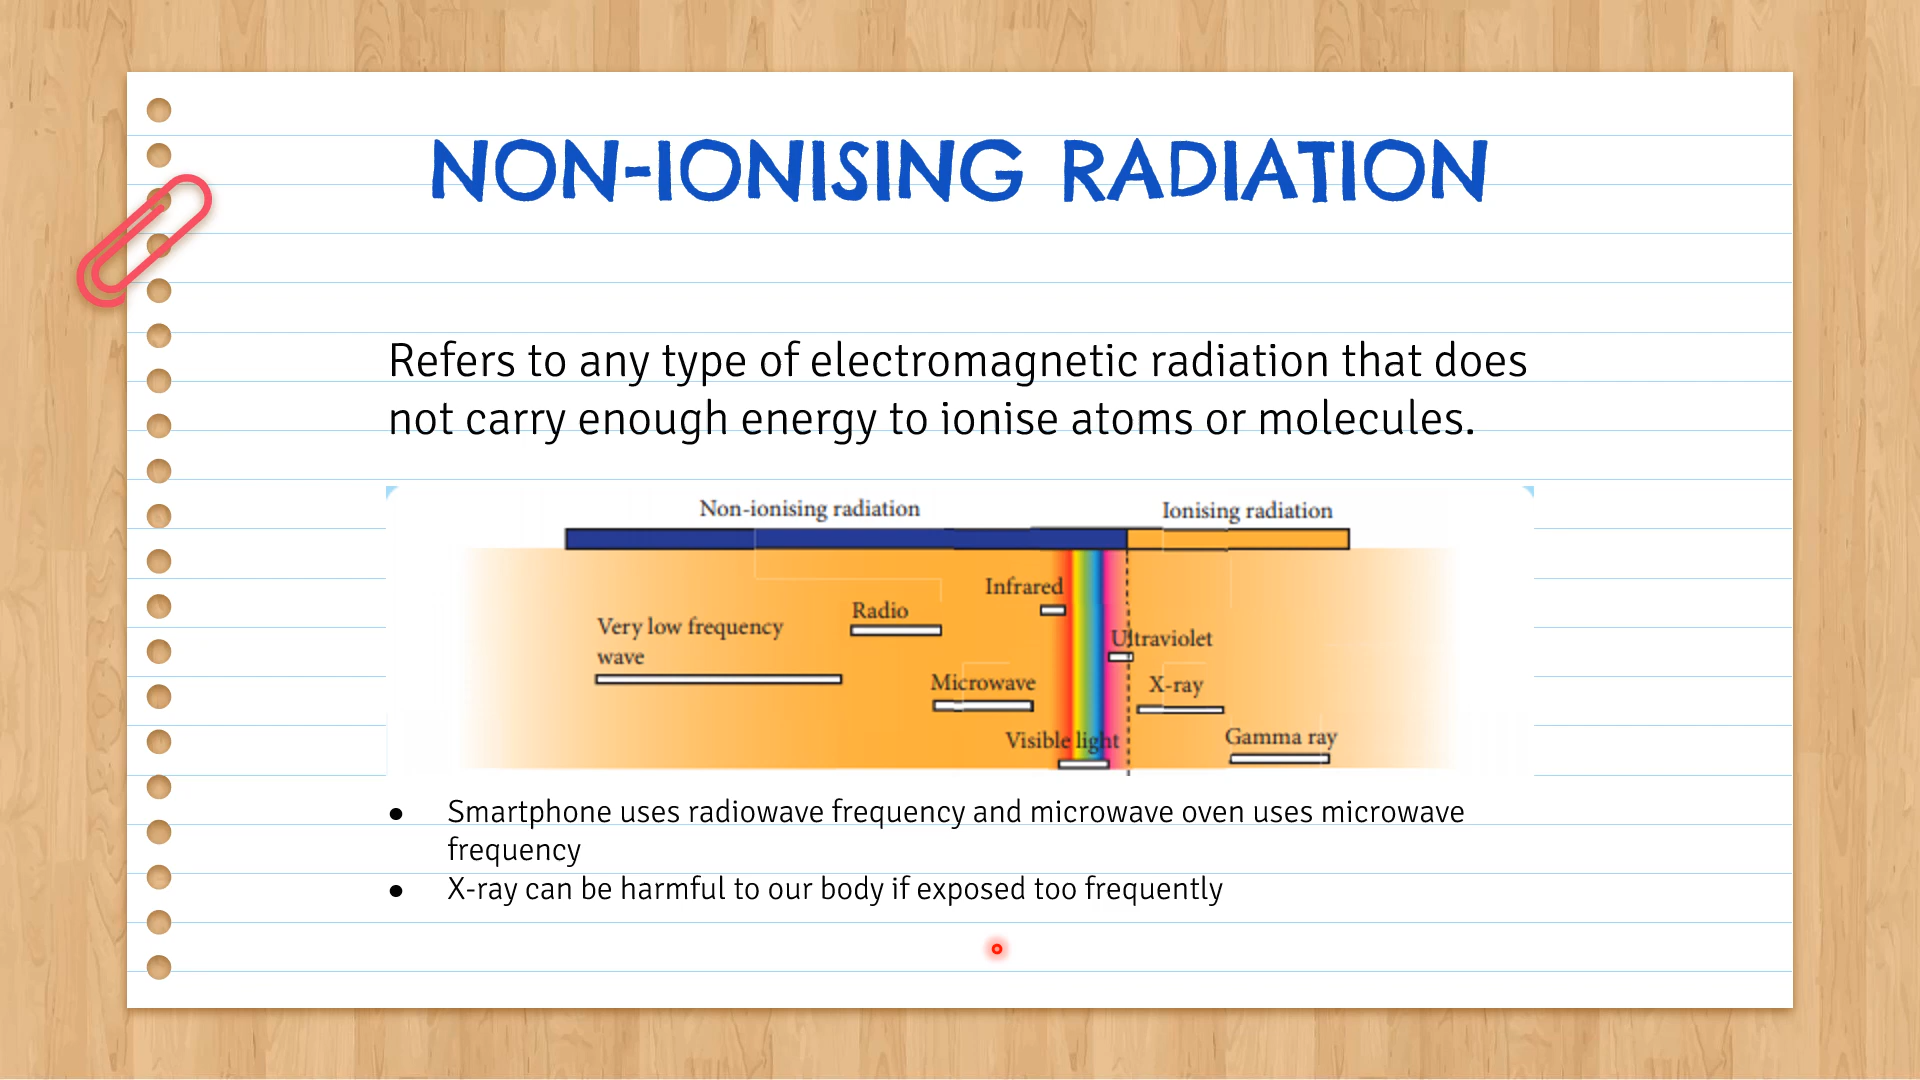 NON-IONISING RADIATION
Refers to any type of electromagnetic radiation that does
not carry enough energy to ionise atoms or molecules.
Non-ionising radiation
Ionising radiation
Infrared
Radio
Very low frequency
wave
Ultraviolet
Microwave
X-ray
Visible light
Gamma ray
● Smartphone uses radiowave frequency and microwave oven uses microwave
frequency
● X-ray can be harmful to our body if exposed too frequently